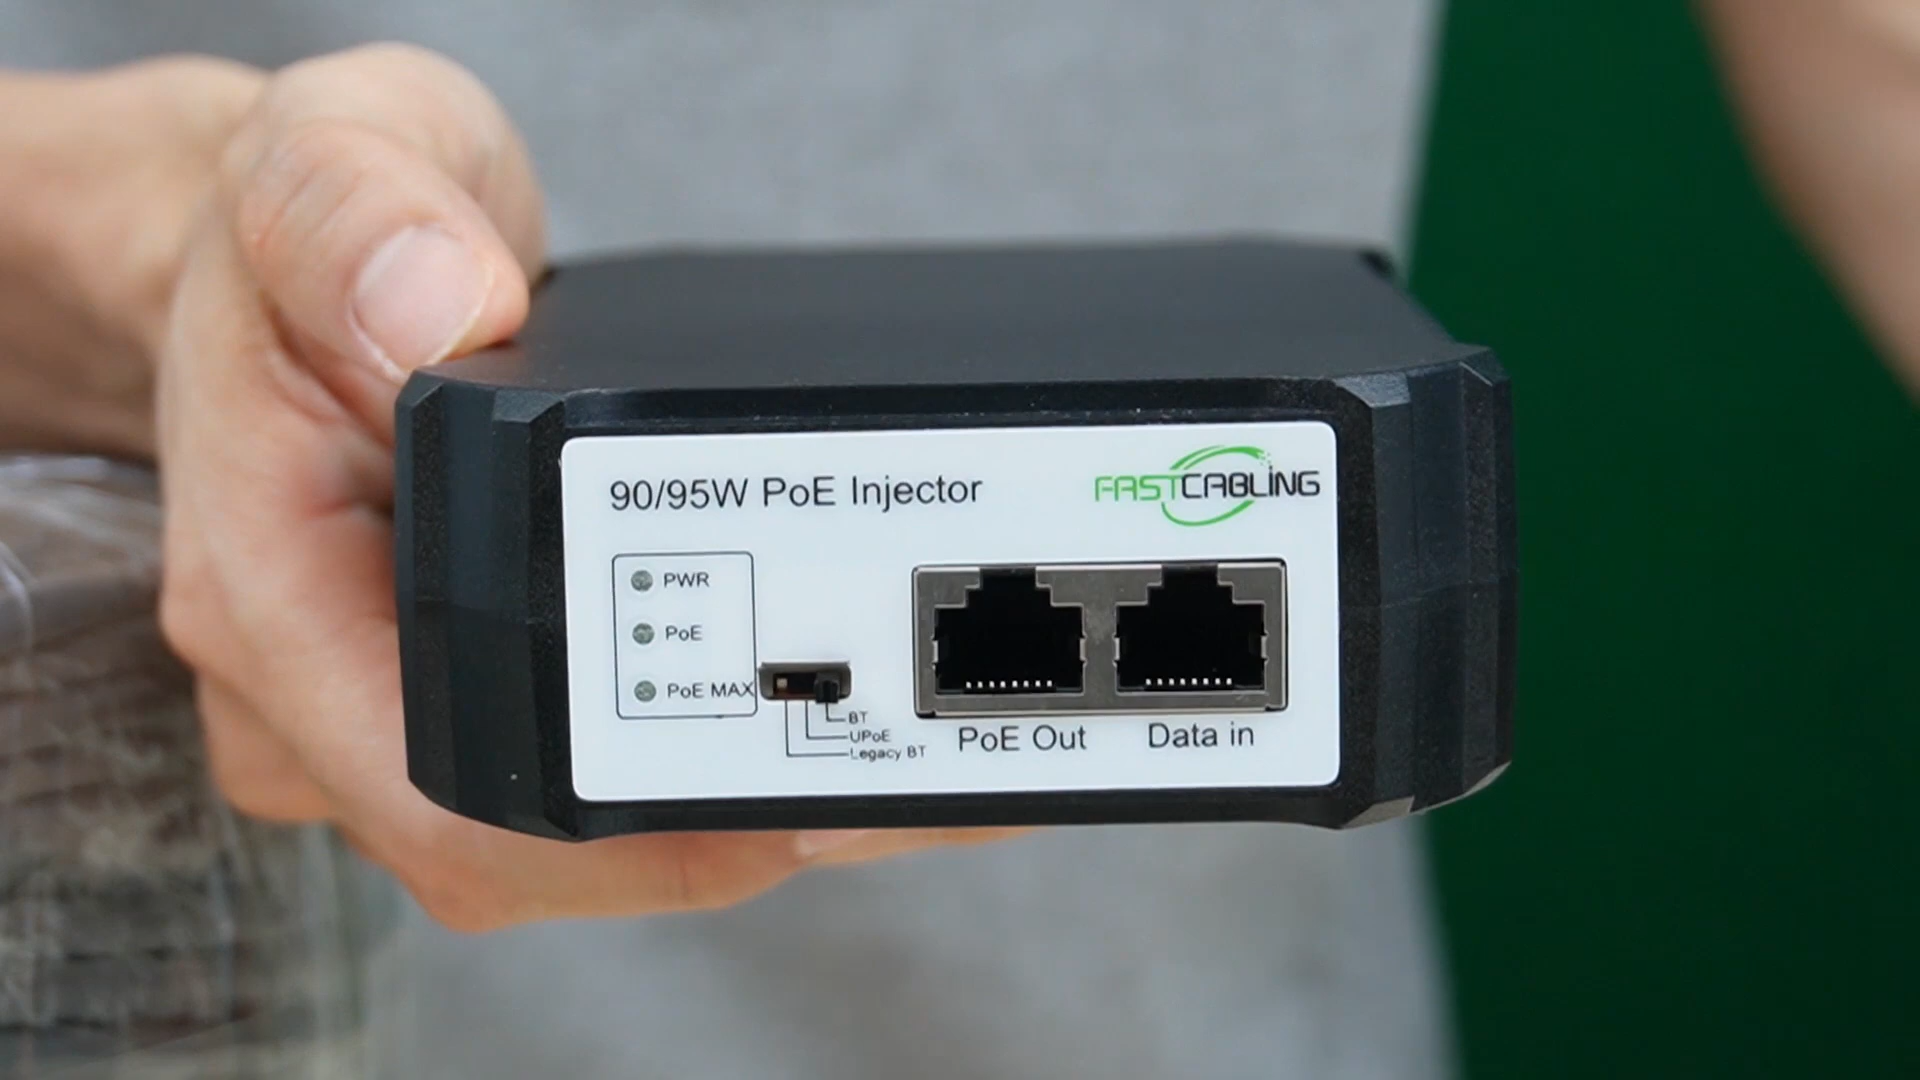 90/95W PoE Injector
FASTCABLING
PWR
PoE
PoE MAX
BT
UPoE
Legacy BT
PoE Out
Data in